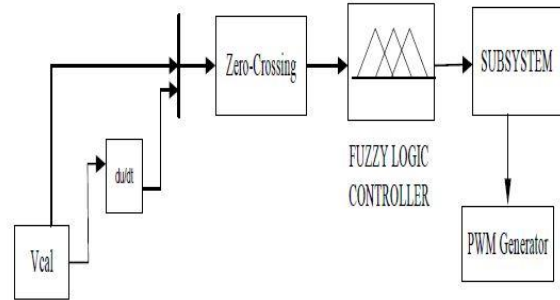 Zero-Crossing
SUBSYSTEM
du/dt
FUZZY LOGIC
CONTROLLER
Vcal
PWM Generator